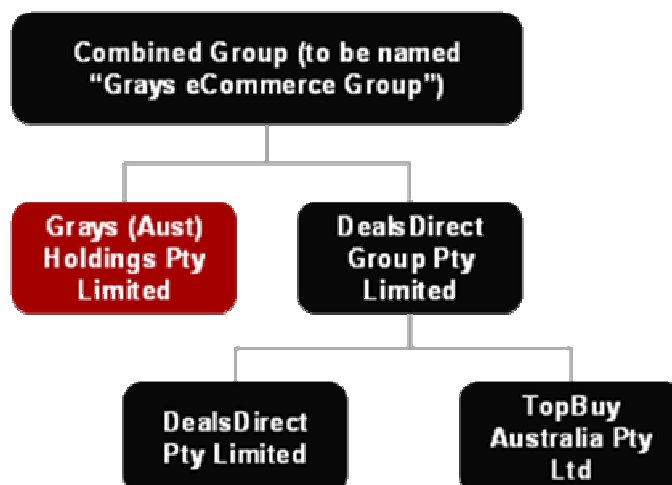 Combined Group (to be named
“Grays eCommerce Group”)
Grays (Aust)
Holdings Pty
Limited
DealsDirect
Group Pty
Limited
DealsDirect
Pty Limited
TopBuy
Australia Pty
Ltd